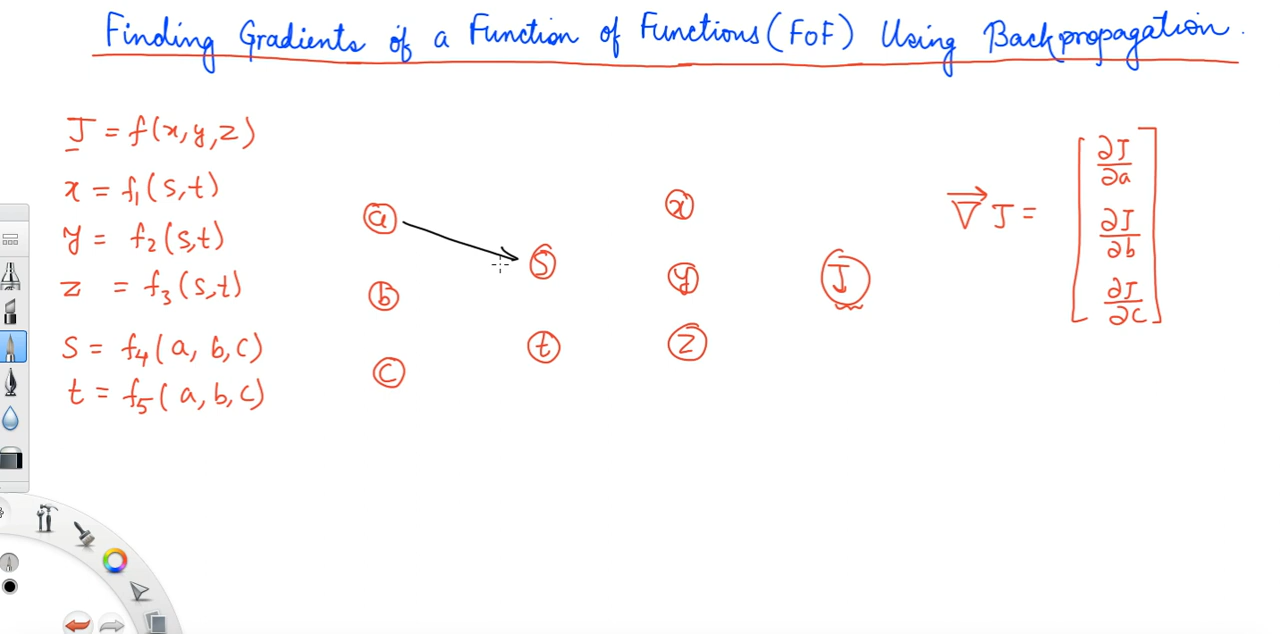 Finding Gradients of a Function of Functions (FoF) Using Backpropagation.
J = f(x,y,z)
x = f₁(s,t)
y = f₂(s,t)
z = f₃(s,t)
s = f₄(a, b, c)
t = f₅(a, b, c)
a
b
c
s
t
x
y
z
J
∇⃗ J =
∂J/∂a
∂J/∂b
∂J/∂c